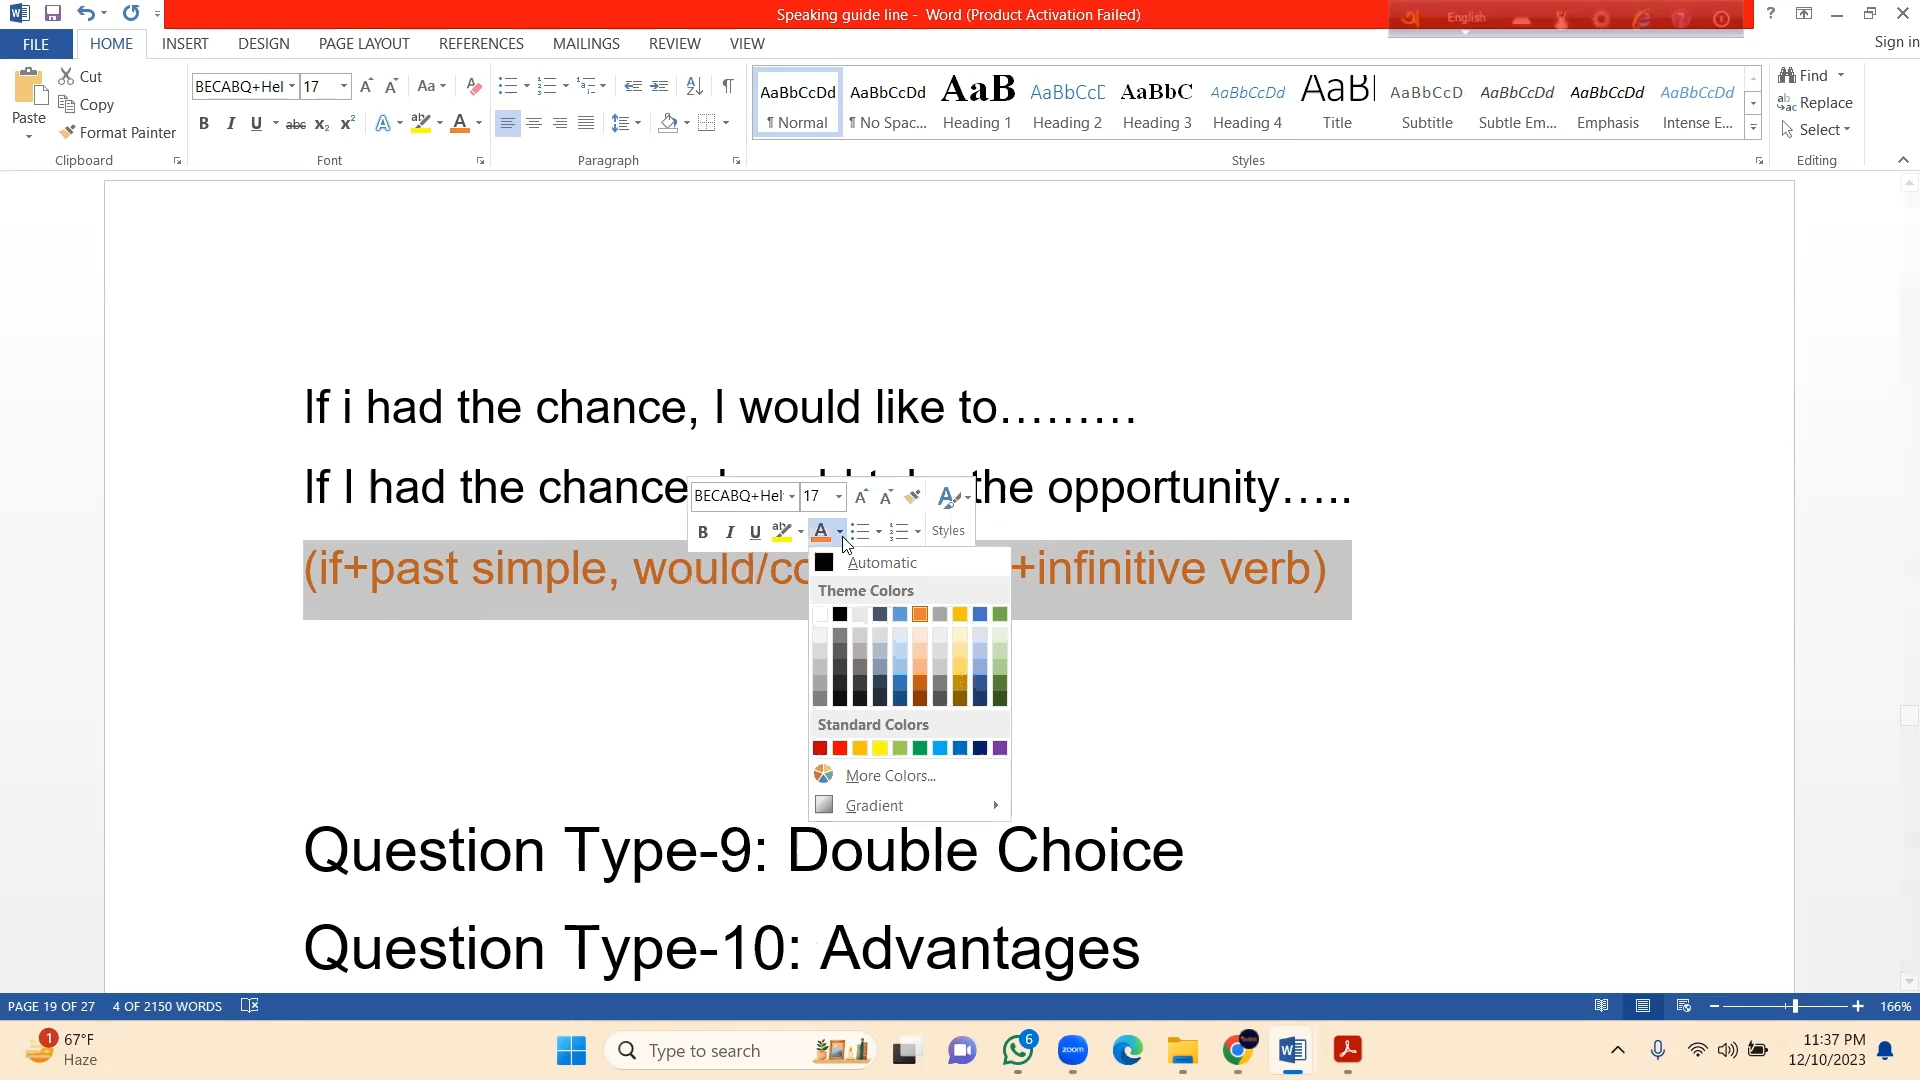 Speaking guide line - Word (Product Activation Failed)
English
Sign in
FILE HOME INSERT DESIGN PAGE LAYOUT REFERENCES MAILINGS REVIEW VIEW
Paste
Cut
Copy
Format Painter
Clipboard
BECABQ+Hel 17
Font
Paragraph
AaBbCcDd AaBbCcDd AaB AaBbCcD AaBbC AaBbCcDd AaBl AaBbCcD AaBbCcDd AaBbCcDd AaBbCcDd
¶ Normal ¶ No Spac... Heading 1 Heading 2 Heading 3 Heading 4 Title Subtitle Subtle Em... Emphasis Intense E...
Styles
Find
Replace
Select
Editing
If i had the chance, I would like to………
If I had the chance the opportunity…..
(if+past simple, would/co +infinitive verb)
BECABQ+Hel 17
Styles
Automatic
Theme Colors
Standard Colors
More Colors...
Gradient
Question Type-9: Double Choice
Question Type-10: Advantages
PAGE 19 OF 27 4 OF 2150 WORDS 166%
1
67°F
Haze
Type to search
6
zoom
11:37 PM
12/10/2023